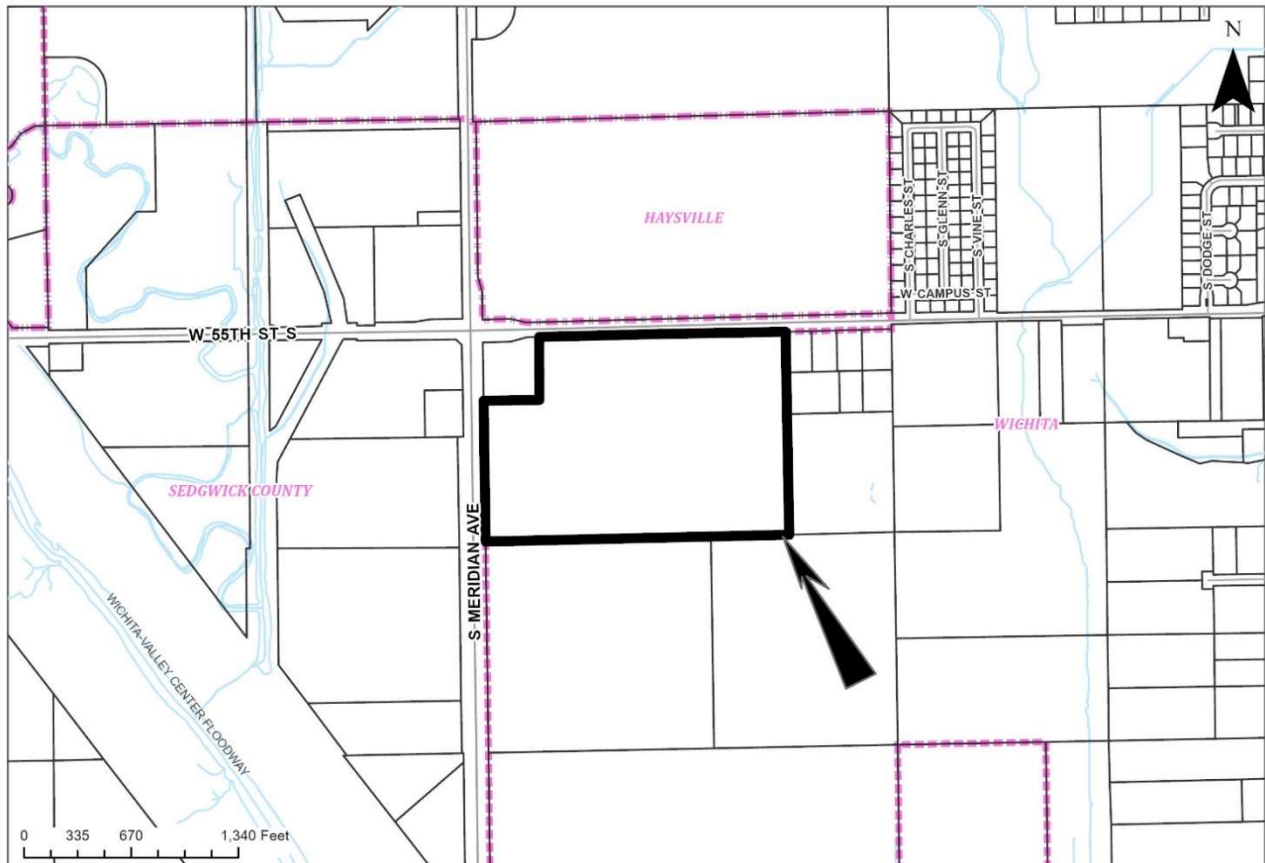 N
HAYSVILLE
S CHARLES ST
S GLENN ST
S VINE ST
S DODGE ST
W CAMPUS ST
W 55TH ST S
WICHITA
SEDGWICK COUNTY
S MERIDIAN AVE
WICHITA-VALLEY CENTER FLOODWAY
0 335 670 1,340 Feet